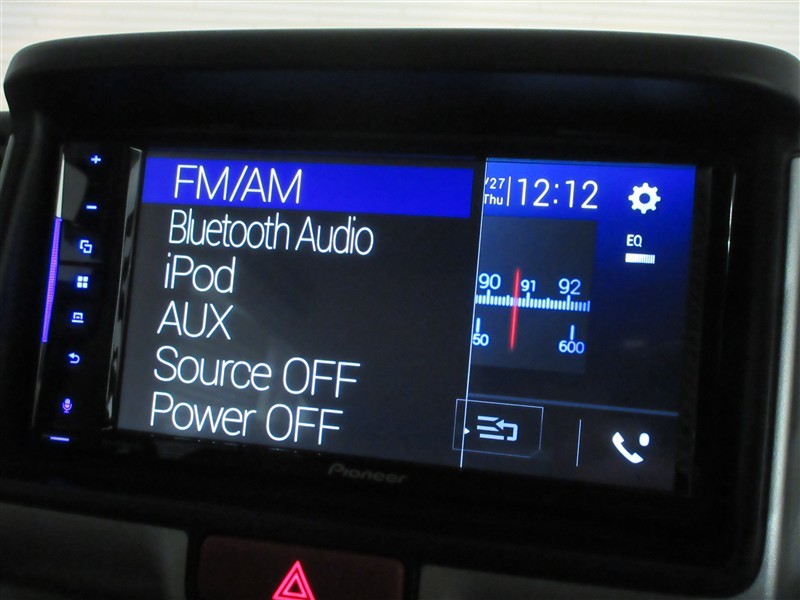 FM/AM
Bluetooth Audio
iPod
AUX
Source OFF
Power OFF
/27
Thu
12:12
EQ
90 91 92
50 600
Pioneer